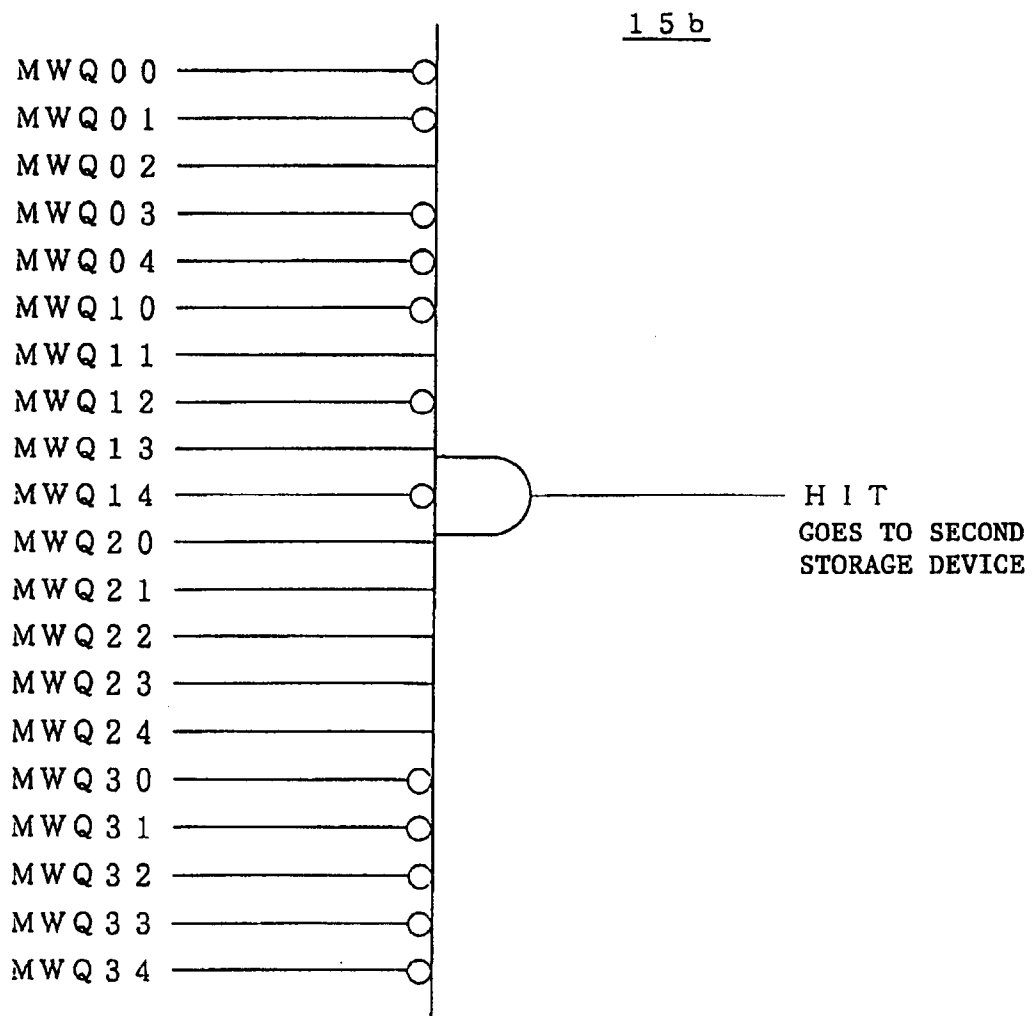 15b
MWQ00
MWQ01
MWQ02
MWQ03
MWQ04
MWQ10
MWQ11
MWQ12
MWQ13
MWQ14
MWQ20
MWQ21
MWQ22
MWQ23
MWQ24
MWQ30
MWQ31
MWQ32
MWQ33
MWQ34
HIT
GOES TO SECOND
STORAGE DEVICE